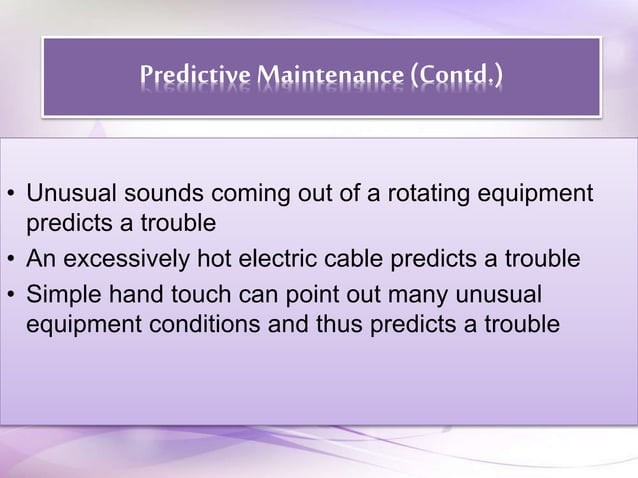 Predictive Maintenance (Contd.)
• Unusual sounds coming out of a rotating equipment
predicts a trouble
• An excessively hot electric cable predicts a trouble
• Simple hand touch can point out many unusual
equipment conditions and thus predicts a trouble